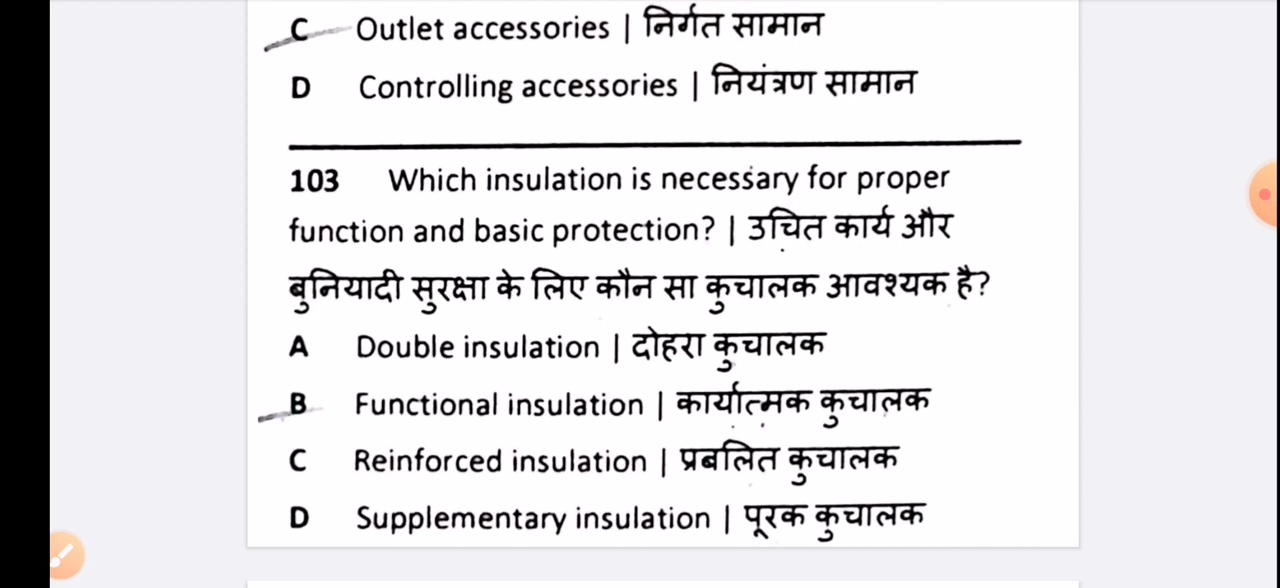 C Outlet accessories | निर्गत सामान
D Controlling accessories | नियंत्रण सामान
103 Which insulation is necessary for proper
function and basic protection? | उचित कार्य और
बुनियादी सुरक्षा के लिए कौन सा कुचालक आवश्यक है?
A Double insulation | दोहरा कुचालक
B Functional insulation | कार्यात्मक कुचालक
C Reinforced insulation | प्रबलित कुचालक
D Supplementary insulation | पूरक कुचालक